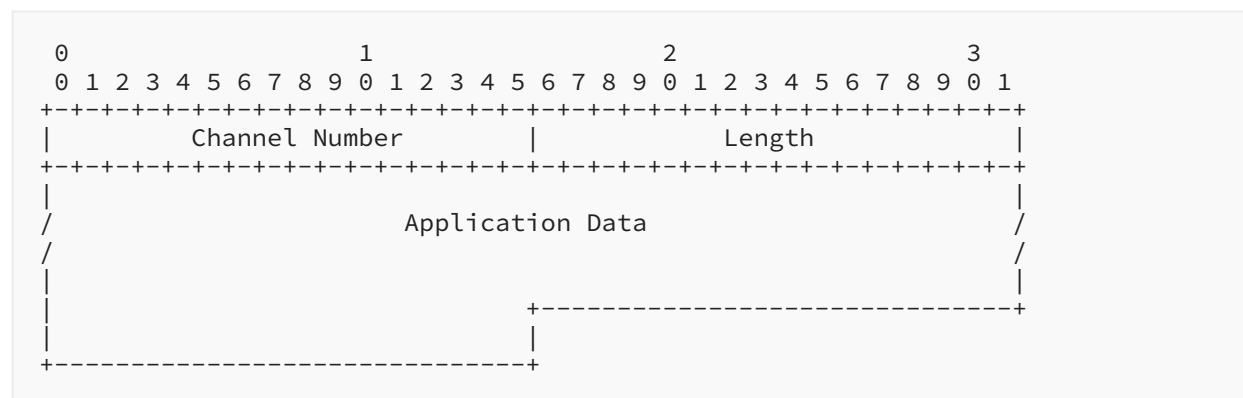 0                   1                   2                   3
 0 1 2 3 4 5 6 7 8 9 0 1 2 3 4 5 6 7 8 9 0 1 2 3 4 5 6 7 8 9 0 1
+-+-+-+-+-+-+-+-+-+-+-+-+-+-+-+-+-+-+-+-+-+-+-+-+-+-+-+-+-+-+-+-+
|         Channel Number        |            Length             |
+-+-+-+-+-+-+-+-+-+-+-+-+-+-+-+-+-+-+-+-+-+-+-+-+-+-+-+-+-+-+-+-+
|                                                               |
/                       Application Data                        /
/                                                               /
|                                                               |
|                               +-------------------------------+
|                               |
+-------------------------------+